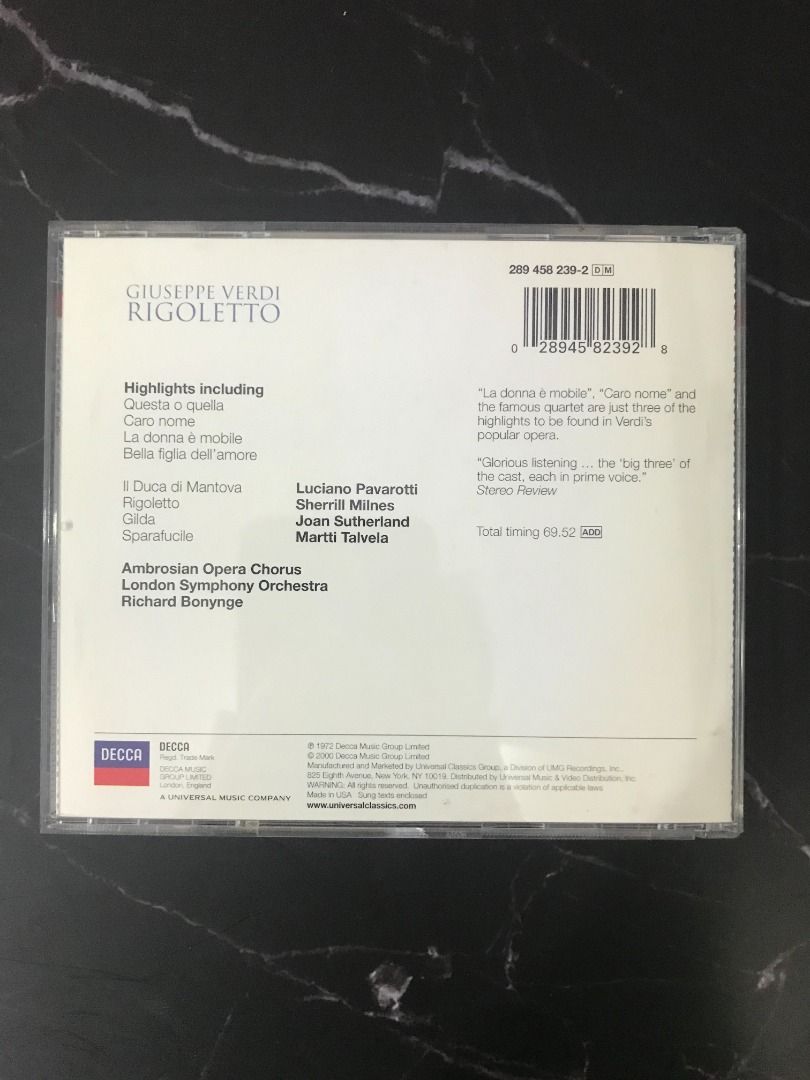 289 458 239-2 DM
GIUSEPPE VERDI
RIGOLETTO
0 28945 82392 8
Highlights including
Questa o quella
Caro nome
La donna è mobile
Bella figlia dell'amore
Il Duca di Mantova Luciano Pavarotti
Rigoletto Sherrill Milnes
Gilda Joan Sutherland
Sparafucile Martti Talvela
Ambrosian Opera Chorus
London Symphony Orchestra
Richard Bonynge
“La donna è mobile”, “Caro nome” and
the famous quartet are just three of the
highlights to be found in Verdi's
popular opera.
“Glorious listening ... the ‘big three’ of
the cast, each in prime voice.”
Stereo Review
Total timing 69.52 ADD
DECCA
DECCA
Regd. Trade Mark
DECCA MUSIC
GROUP LIMITED
London, England
A UNIVERSAL MUSIC COMPANY
℗ 1972 Decca Music Group Limited
© 2000 Decca Music Group Limited
Manufactured and Marketed by Universal Classics Group, a Division of UMG Recordings, Inc.,
825 Eighth Avenue, New York, NY 10019. Distributed by Universal Music & Video Distribution, Inc.
WARNING: All rights reserved. Unauthorised duplication is a violation of applicable laws
Made in USA Sung texts enclosed
www.universalclassics.com